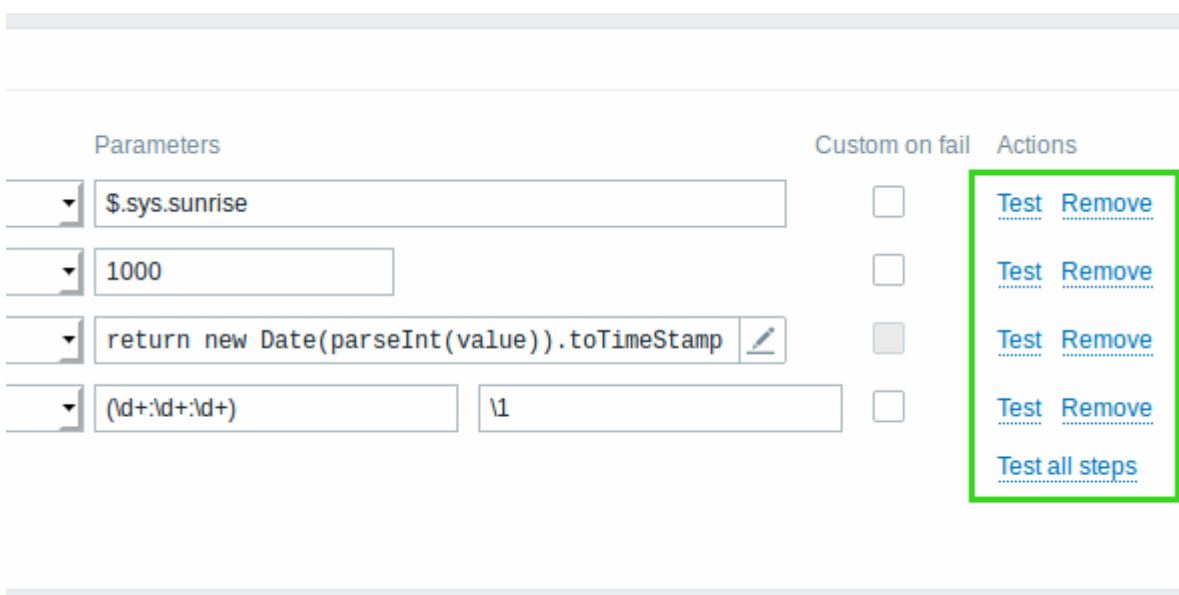 Parameters Custom on fail Actions
$.sys.sunrise Test Remove
1000 Test Remove
return new Date(parseInt(value)).toTimeStamp Test Remove
(\d+:\d+:\d+) \1 Test Remove
Test all steps